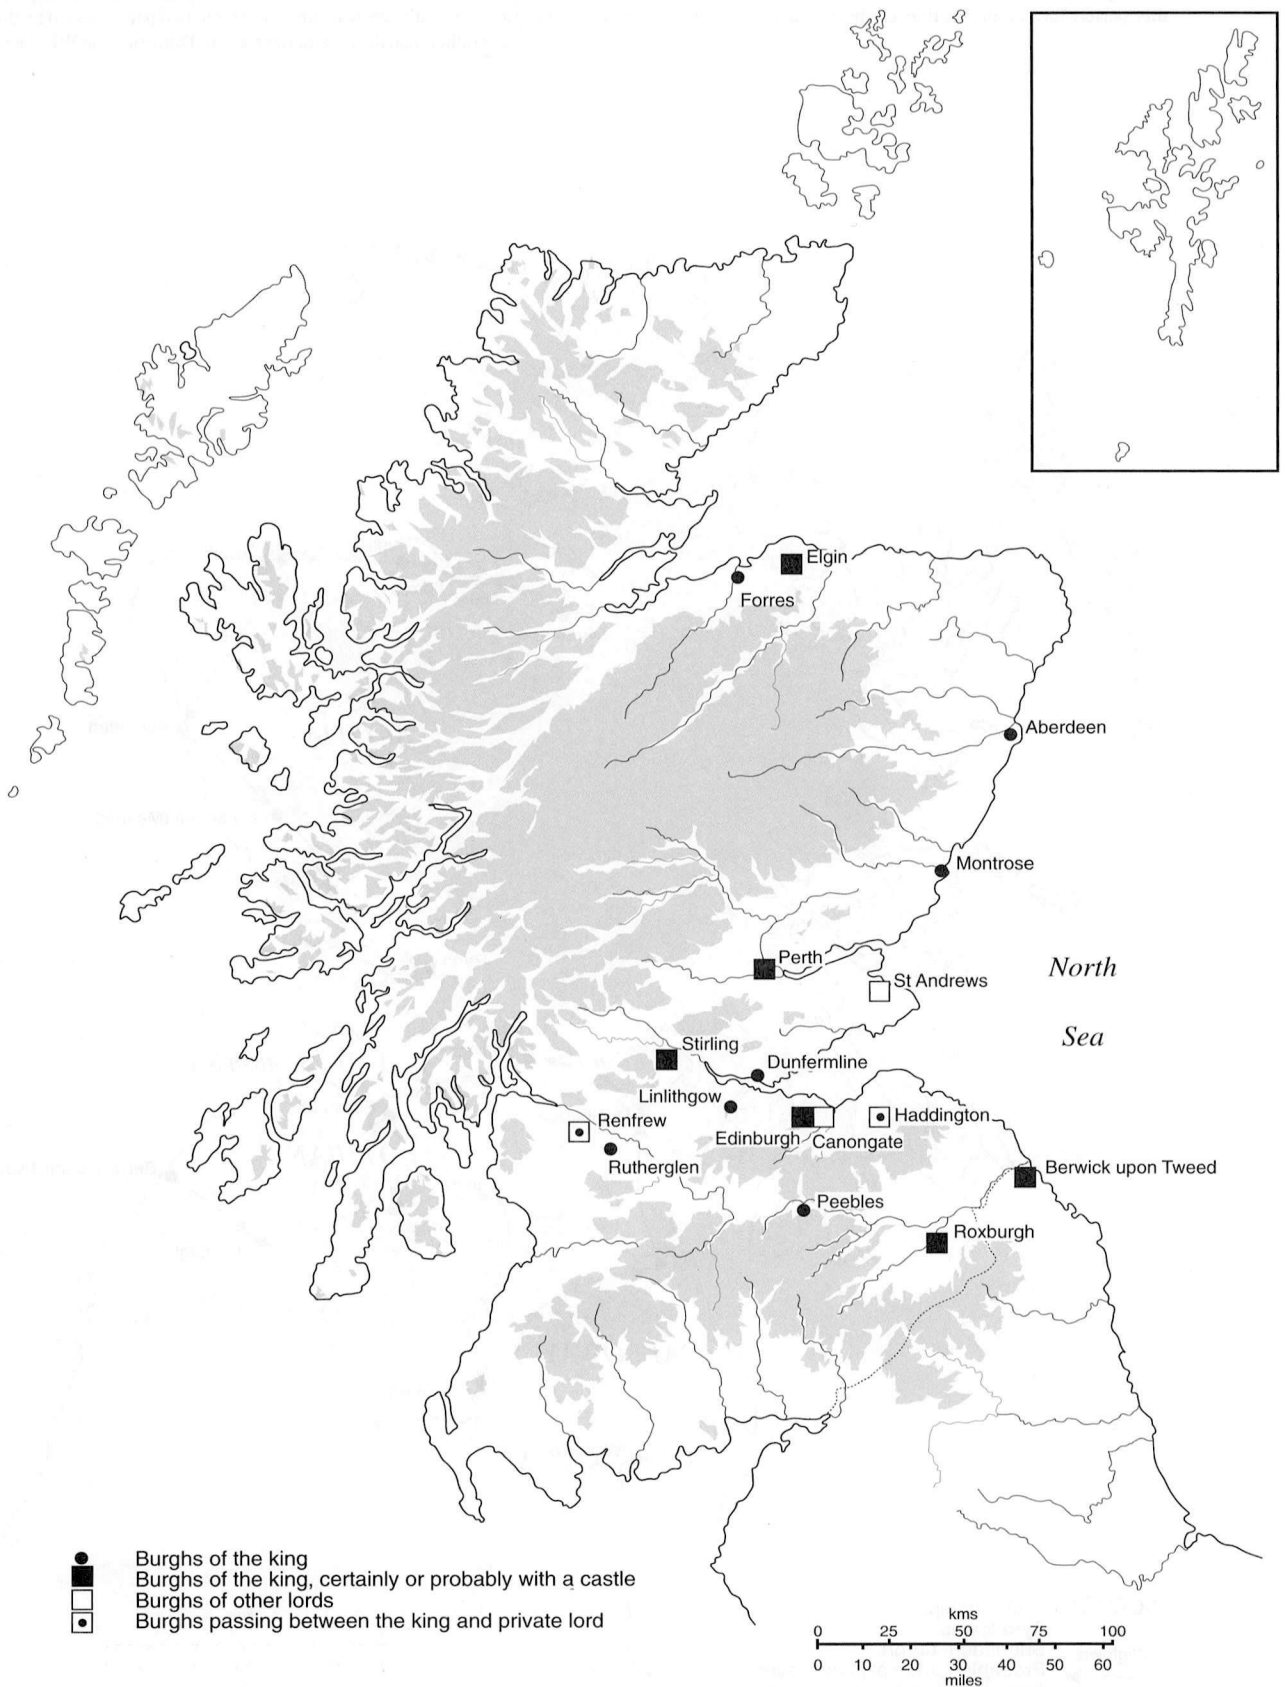 Elgin
Forres
Aberdeen
Montrose
Perth
North
St Andrews
Sea
Stirling
Dunfermline
Linlithgow
Renfrew
Haddington
Edinburgh
Canongate
Rutherglen
Berwick upon Tweed
Peebles
Roxburgh
Burghs of the king
Burghs of the king, certainly or probably with a castle
Burghs of other lords
Burghs passing between the king and private lord
kms
0 25 50 75 100
0 10 20 30 40 50 60
miles